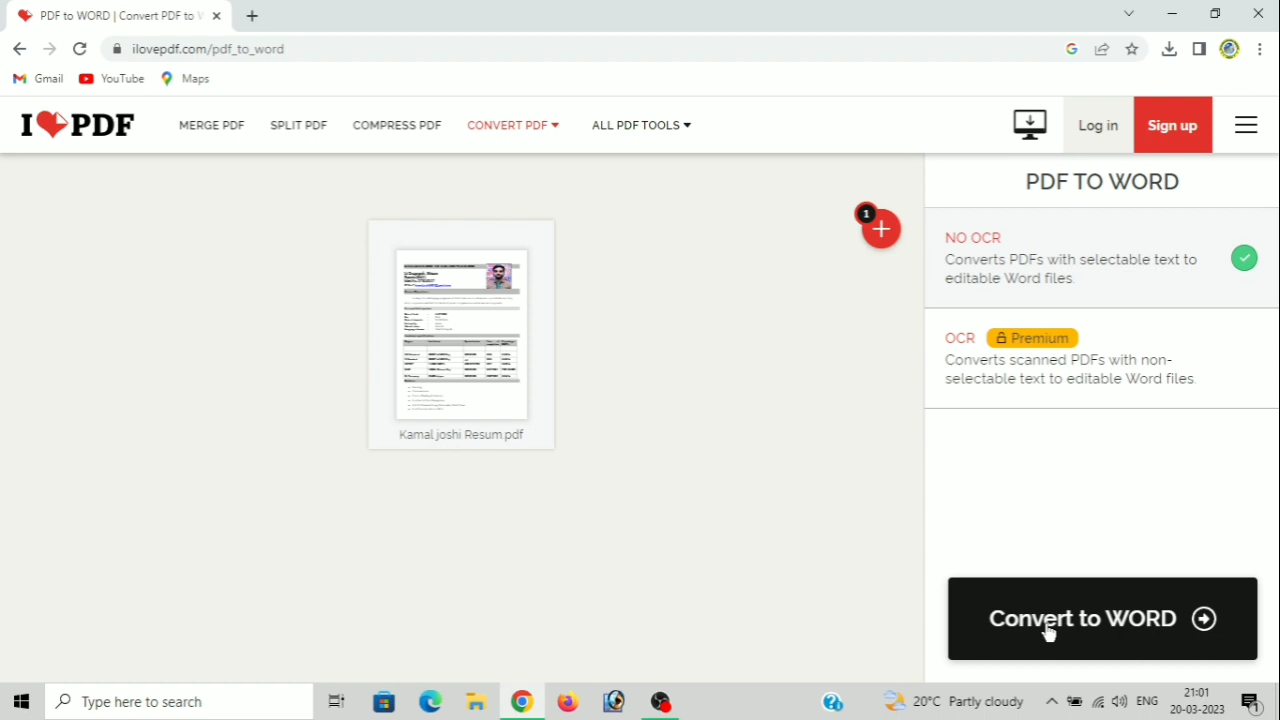 PDF to WORD | Convert PDF to W
ilovepdf.com/pdf_to_word
Gmail YouTube Maps
I PDF MERGE PDF SPLIT PDF COMPRESS PDF CONVERT PDF ALL PDF TOOLS Log in Sign up
PDF TO WORD
1
NO OCR
Converts PDFs with selectable text to
editable Word files.
OCR Premium
Converts scanned PDFs with non-
selectable text to editable Word files.
Kamal joshi Resum.pdf
Convert to WORD
Type here to search
20°C Partly cloudy
ENG
21:01
20-03-2023
1